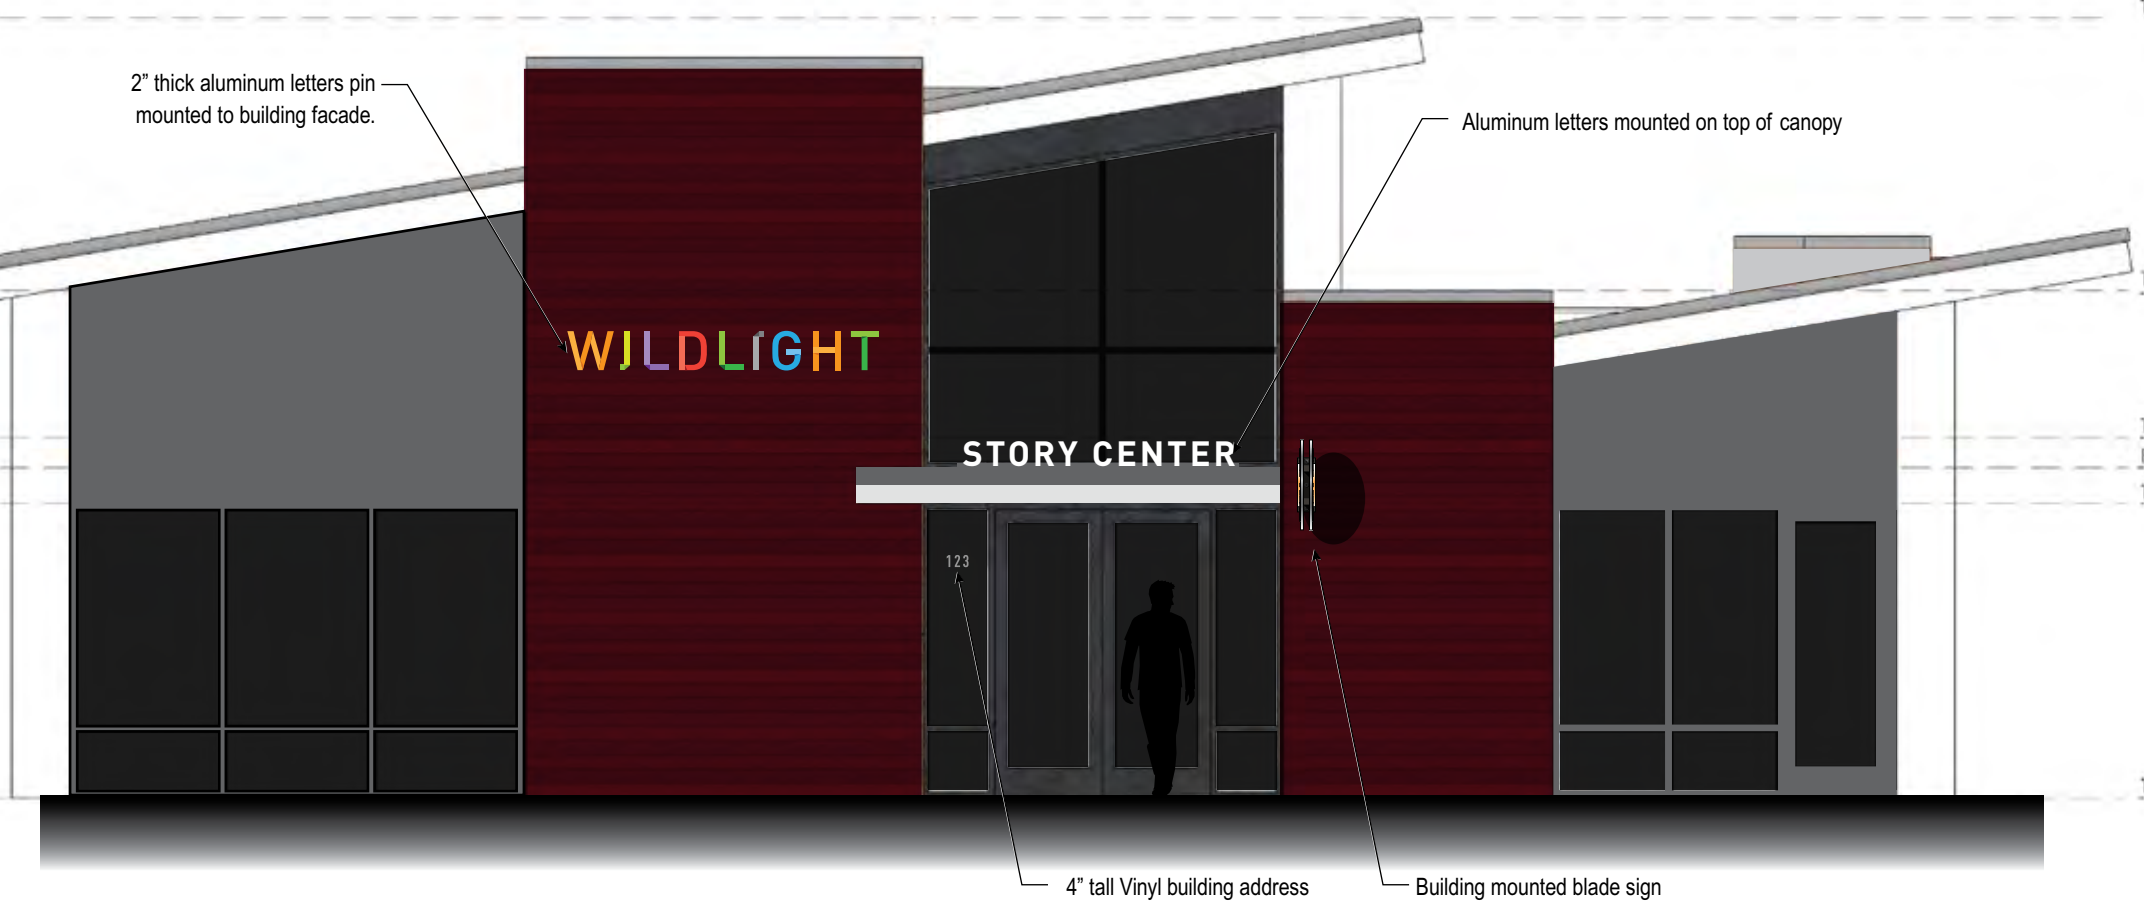 2” thick aluminum letters pin
mounted to building facade.
Aluminum letters mounted on top of canopy
WILDLIGHT
STORY CENTER
123
4” tall Vinyl building address
Building mounted blade sign